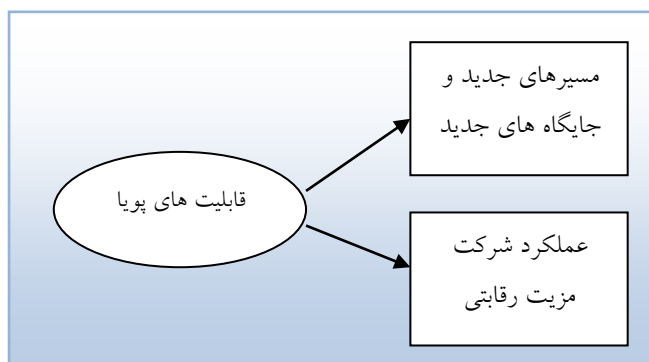 مسیرهای جدید و
جایگاه های جدید
قابلیت های پویا
عملکرد شرکت
مزیت رقابتی